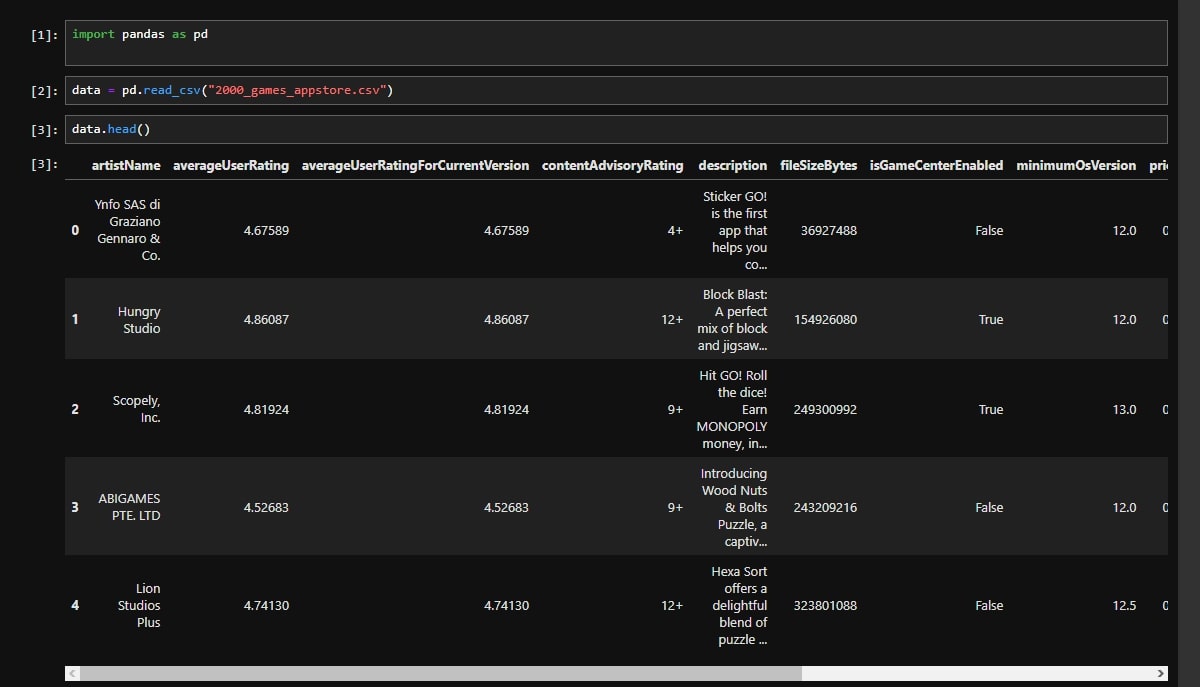 [1]: import pandas as pd
[2]: data = pd.read_csv("2000_games_appstore.csv")
[3]: data.head()
[3]: artistName averageUserRating averageUserRatingForCurrentVersion contentAdvisoryRating description fileSizeBytes isGameCenterEnabled minimumOsVersion
0
Ynfo SAS di
Graziano
Gennaro &
Co.
4.67589
4.67589
4+
Sticker GO!
is the first
app that
helps you
co...
36927488
False
12.0
0
1
Hungry
Studio
4.86087
4.86087
12+
Block Blast:
A perfect
mix of block
and jigsaw...
154926080
True
12.0
0
2
Scopely,
Inc.
4.81924
4.81924
9+
Hit GO! Roll
the dice!
Earn
MONOPOLY
money, in...
249300992
True
13.0
0
3
ABIGAMES
PTE. LTD
4.52683
4.52683
9+
Introducing
Wood Nuts
& Bolts
Puzzle, a
captiv...
243209216
False
12.0
0
4
Lion
Studios
Plus
4.74130
4.74130
12+
Hexa Sort
offers a
delightful
blend of
puzzle ...
323801088
False
12.5
0